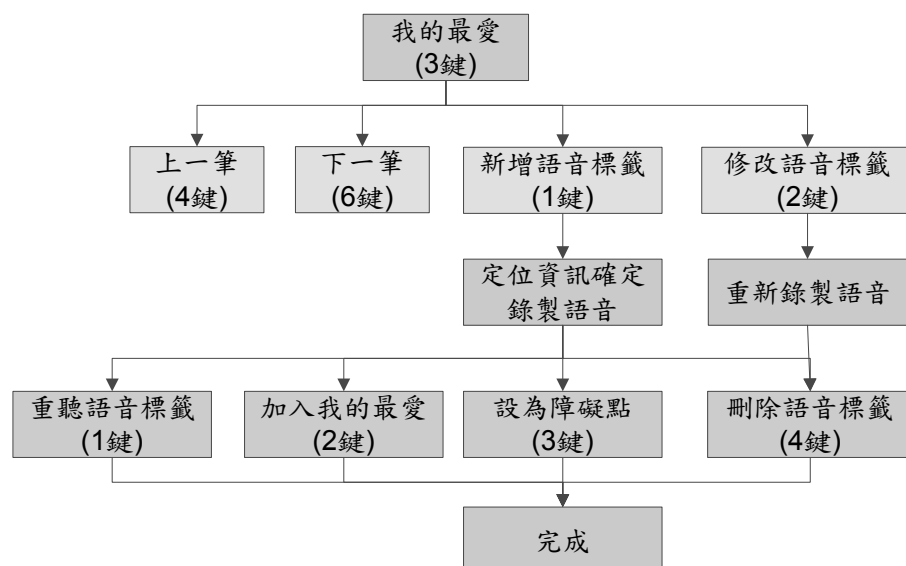 我的最愛
(3鍵)
上一筆
(4鍵)
下一筆
(6鍵)
新增語音標籤
(1鍵)
修改語音標籤
(2鍵)
定位資訊確定
錄製語音
重新錄製語音
重聽語音標籤
(1鍵)
加入我的最愛
(2鍵)
設為障礙點
(3鍵)
刪除語音標籤
(4鍵)
完成